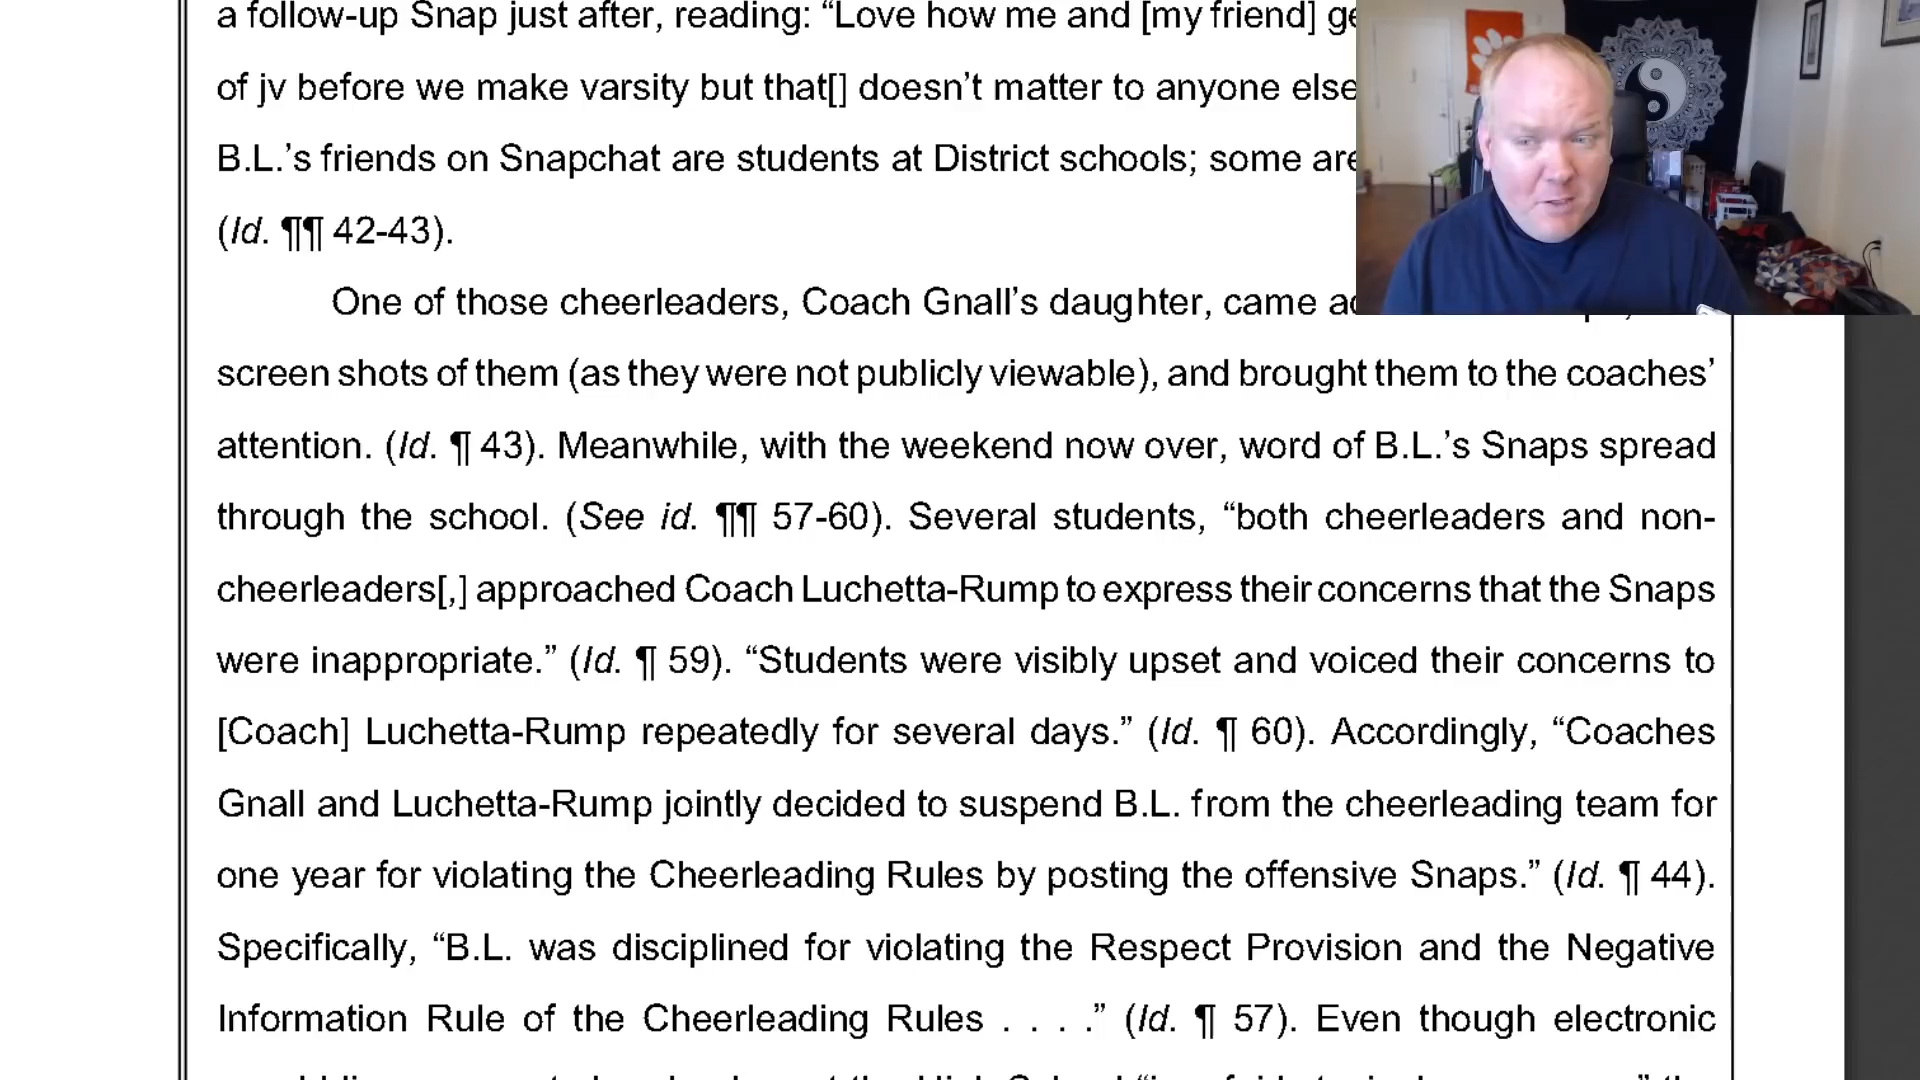 a follow-up Snap just after, reading: “Love how me and [my friend]
of jv before we make varsity but that[] doesn’t matter to anyone else
B.L.’s friends on Snapchat are students at District schools; some are
(Id. ¶¶ 42-43).
One of those cheerleaders, Coach Gnall’s daughter, came
screen shots of them (as they were not publicly viewable), and brought them to the coaches’
attention. (Id. ¶ 43). Meanwhile, with the weekend now over, word of B.L.’s Snaps spread
through the school. (See id. ¶¶ 57-60). Several students, “both cheerleaders and non-
cheerleaders[,] approached Coach Luchetta-Rump to express their concerns that the Snaps
were inappropriate.” (Id. ¶ 59). “Students were visibly upset and voiced their concerns to
[Coach] Luchetta-Rump repeatedly for several days.” (Id. ¶ 60). Accordingly, “Coaches
Gnall and Luchetta-Rump jointly decided to suspend B.L. from the cheerleading team for
one year for violating the Cheerleading Rules by posting the offensive Snaps.” (Id. ¶ 44).
Specifically, “B.L. was disciplined for violating the Respect Provision and the Negative
Information Rule of the Cheerleading Rules . . . .” (Id. ¶ 57). Even though electronic